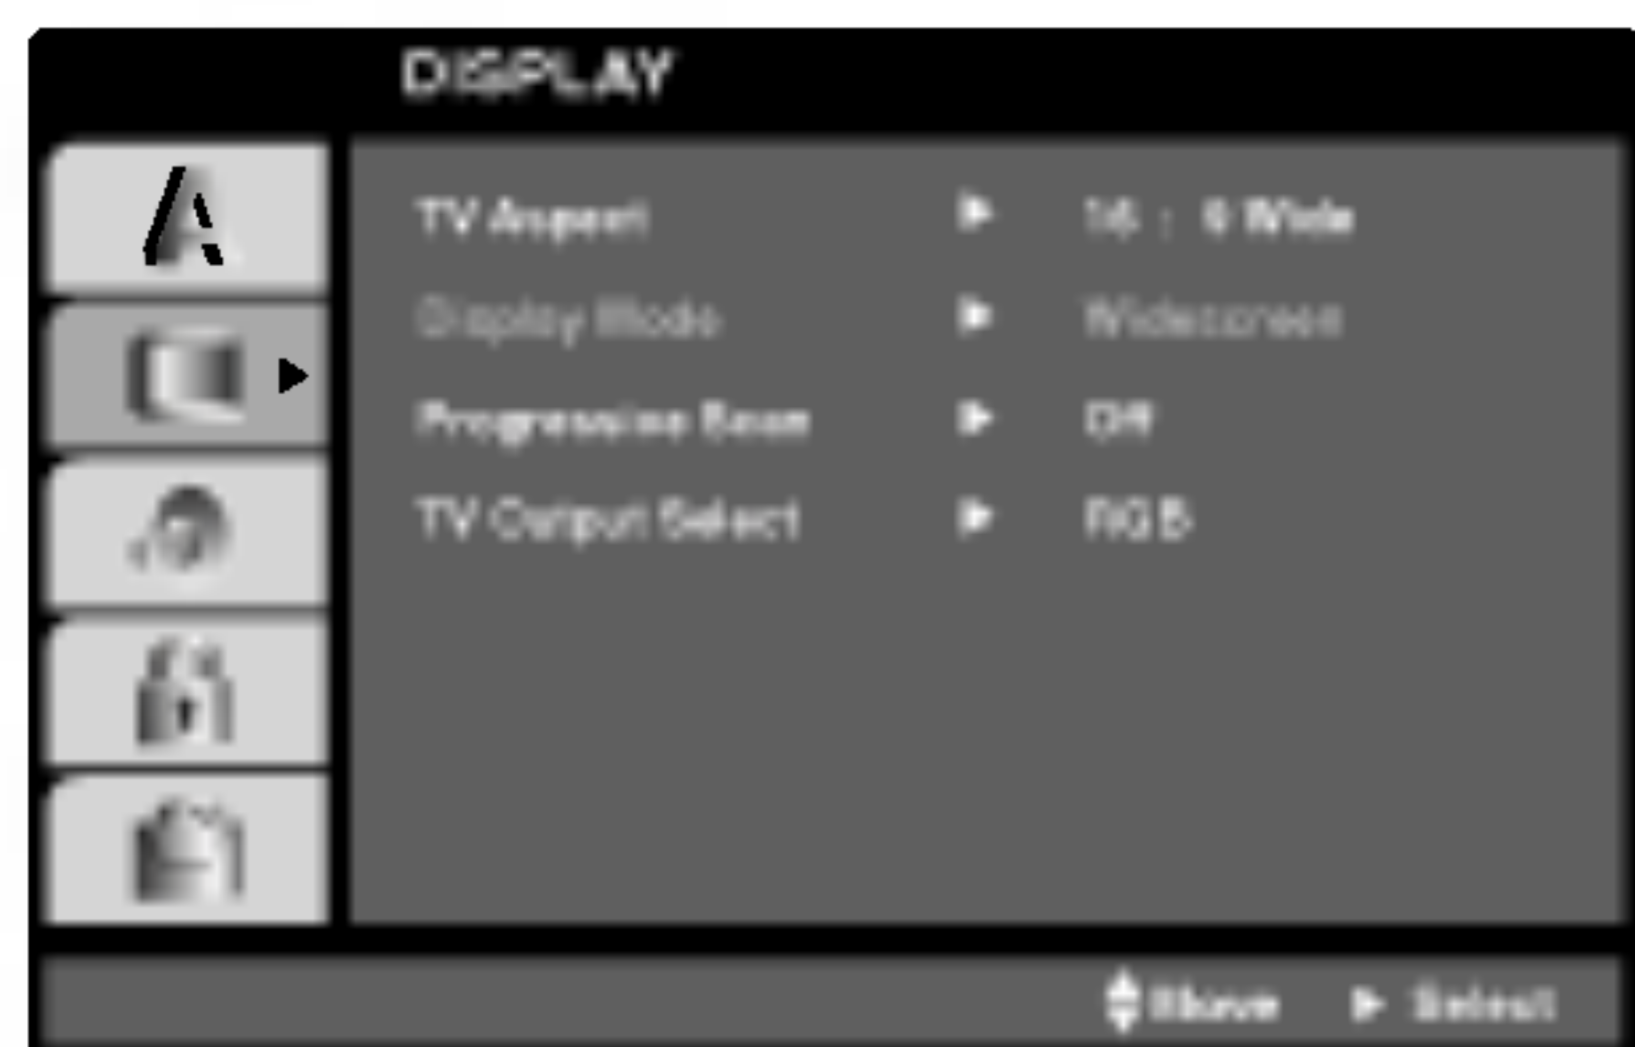 DISPLAY
A
TV Aspect 16 : 9 Wide
Display Mode Widescreen
Progressive Scan Off
TV Output Select RGB
Move Select